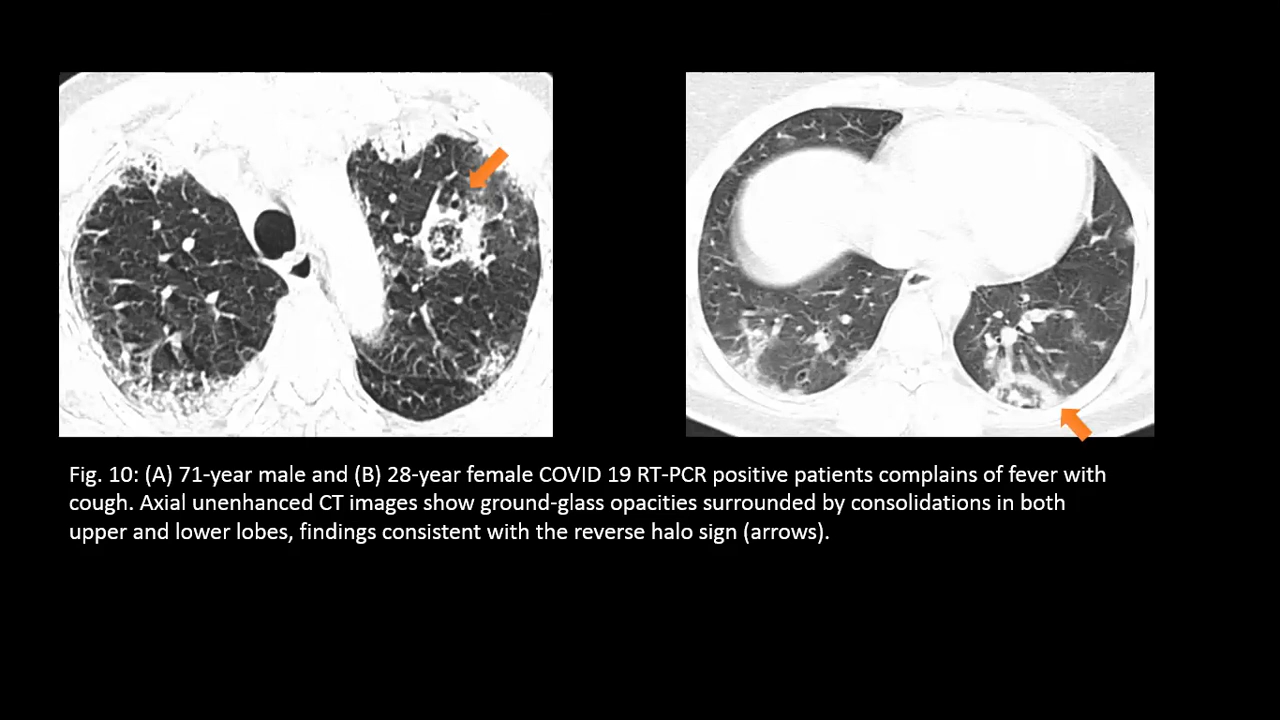 Fig. 10: (A) 71-year male and (B) 28-year female COVID 19 RT-PCR positive patients complains of fever with
cough. Axial unenhanced CT images show ground-glass opacities surrounded by consolidations in both
upper and lower lobes, findings consistent with the reverse halo sign (arrows).